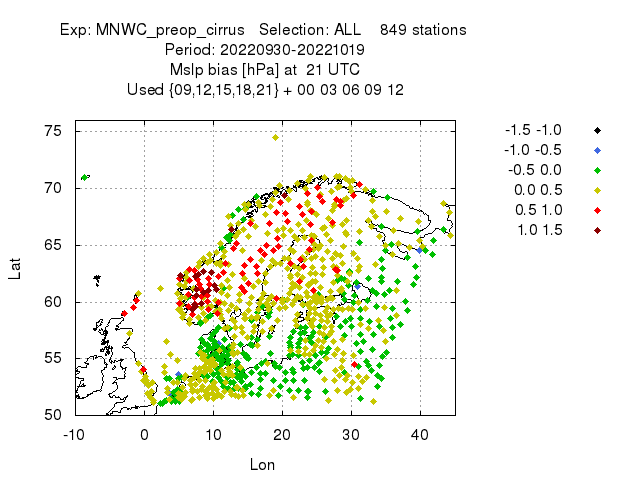 Exp: MNWC_preop_cirrus   Selection: ALL    849 stations
Period: 20220930-20221019
Mslp bias [hPa] at  21 UTC
Used {09,12,15,18,21} + 00 03 06 09 12
-1.5 -1.0
-1.0 -0.5
-0.5 0.0
0.0 0.5
0.5 1.0
1.0 1.5
Lat
75
70
65
60
55
50
-10 0 10 20 30 40
Lon